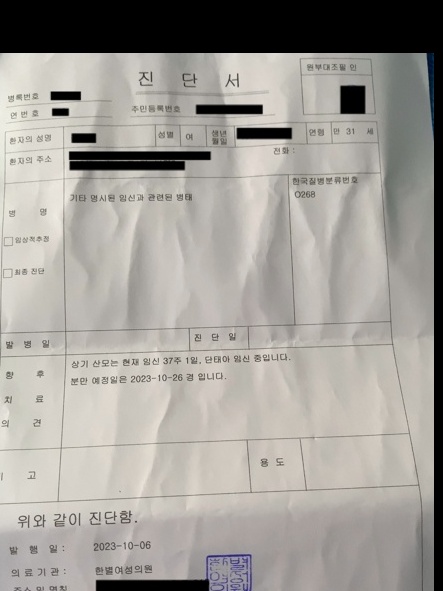 진 단 서
원부대조필 인
병록번호
연 번 호
주민등록번호
환자의 성명
성별
여
생년
월일
연령
만 31 세
환자의 주소
전화 :
병 명
기타 명시된 임신과 관련된 병태
한국질병분류번호
O268
임상적추정
최종 진단
발 병 일
진 단 일
향 후
치 료
의 견
상기 산모는 현재 임신 37주 1일, 단태아 임신 중입니다.
분만 예정일은 2023-10-26 경 입니다.
고
용 도
위와 같이 진단함.
발 행 일 : 2023-10-06
의 료 기 관 : 한별여성의원
주소 및 명칭